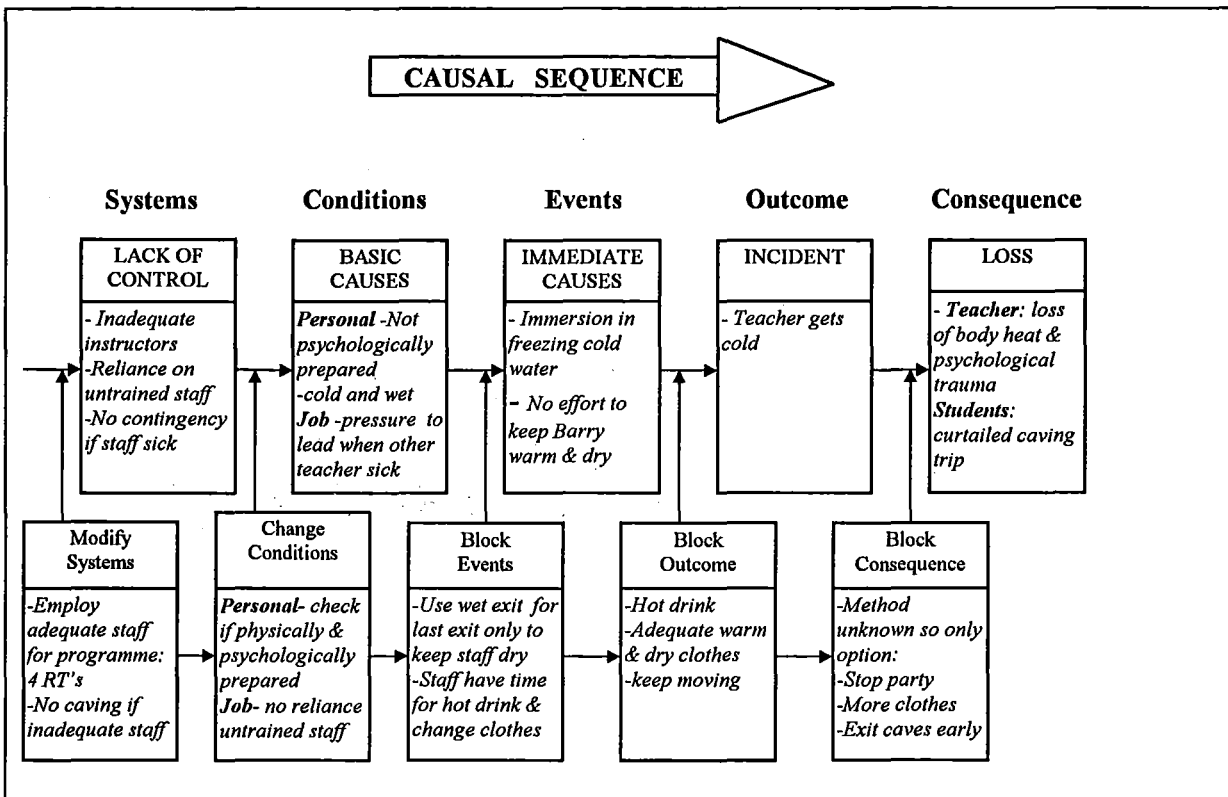 CAUSAL SEQUENCE
Systems
Conditions
Events
Outcome
Consequence
LACK OF
CONTROL
- Inadequate
instructors
-Reliance on
untrained staff
-No contingency
if staff sick
BASIC
CAUSES
Personal -Not
psychologically
prepared
-cold and wet
Job -pressure to
lead when other
teacher sick
IMMEDIATE
CAUSES
- Immersion in
freezing cold
water
- No effort to
keep Barry
warm & dry
INCIDENT
- Teacher gets
cold
LOSS
- Teacher: loss
of body heat &
psychological
trauma
Students:
curtailed caving
trip
Modify
Systems
-Employ
adequate staff
for programme:
4 RT's
-No caving if
inadequate staff
Change
Conditions
Personal- check
if physically &
psychologically
prepared
Job- no reliance
untrained staff
Block
Events
-Use wet exit for
last exit only to
keep staff dry
-Staff have time
for hot drink &
change clothes
Block
Outcome
-Hot drink
-Adequate warm
& dry clothes
-keep moving
Block
Consequence
-Method
unknown so only
option:
-Stop party
-More clothes
-Exit caves early